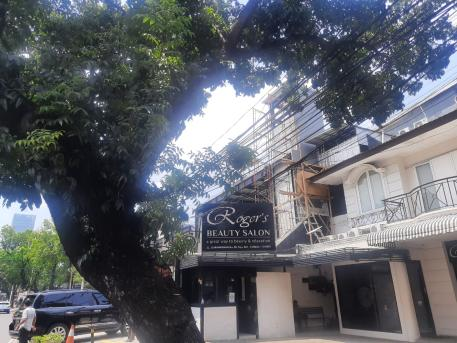 Roger's
BEAUTY SALON
a great way to beauty & relaxation